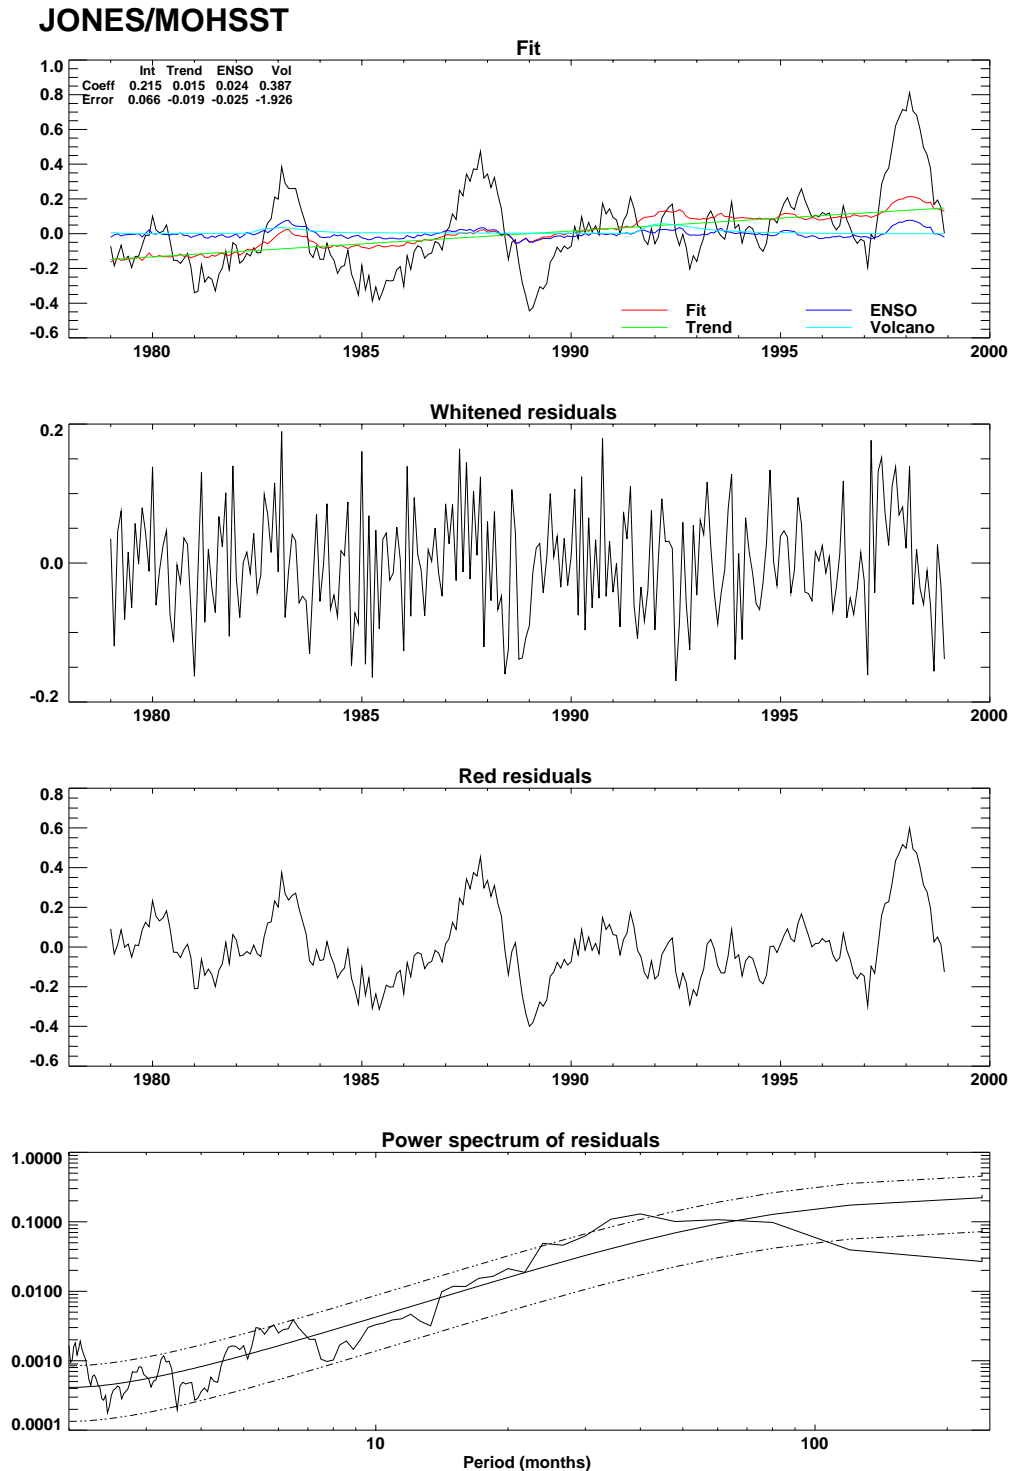 JONES/MOHSST
Fit
Int Trend ENSO Vol
Coeff 0.215 0.015 0.024 0.387
Error 0.066 -0.019 -0.025 -1.926
1.0
0.8
0.6
0.4
0.2
0.0
-0.2
-0.4
-0.6
Fit ENSO
Trend Volcano
1980 1985 1990 1995 2000
Whitened residuals
0.2
0.0
-0.2
1980 1985 1990 1995 2000
Red residuals
0.8
0.6
0.4
0.2
0.0
-0.2
-0.4
-0.6
1980 1985 1990 1995 2000
Power spectrum of residuals
1.0000
0.1000
0.0100
0.0010
0.0001
10 100
Period (months)